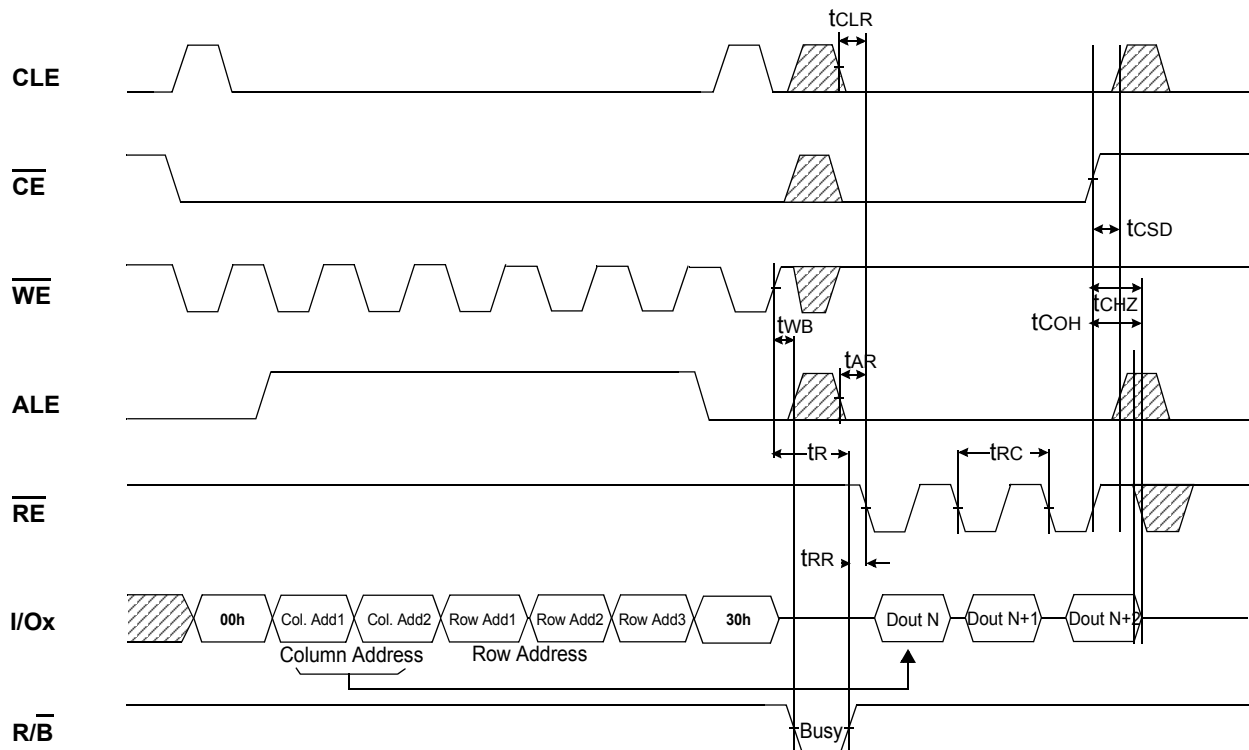 tCLR
CLE
CE
tCSD
WE
tCHZ
tCOH
tWB
tAR
ALE
tR
tRC
RE
tRR
I/Ox
00h
Col. Add1
Col. Add2
Row Add1
Row Add2
Row Add3
30h
Dout N
Dout N+1
Dout N+2
Column Address
Row Address
R/B
Busy